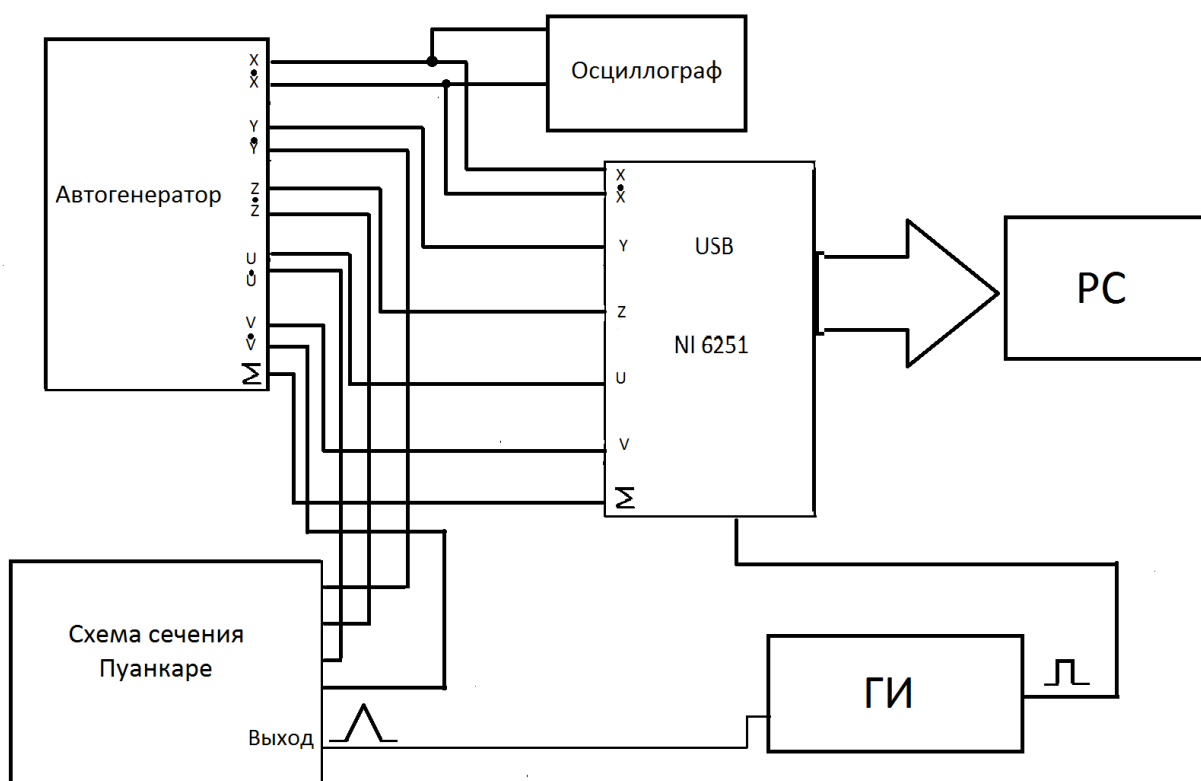 Автогенератор
X
Ẋ
Y
Ẏ
Z
Ż
U
U̇
V
V̇
Σ
Осциллограф
X
Ẋ
Y
Z
U
V
Σ
USB
NI 6251
PC
Схема сечения
Пуанкаре
Выход
ГИ